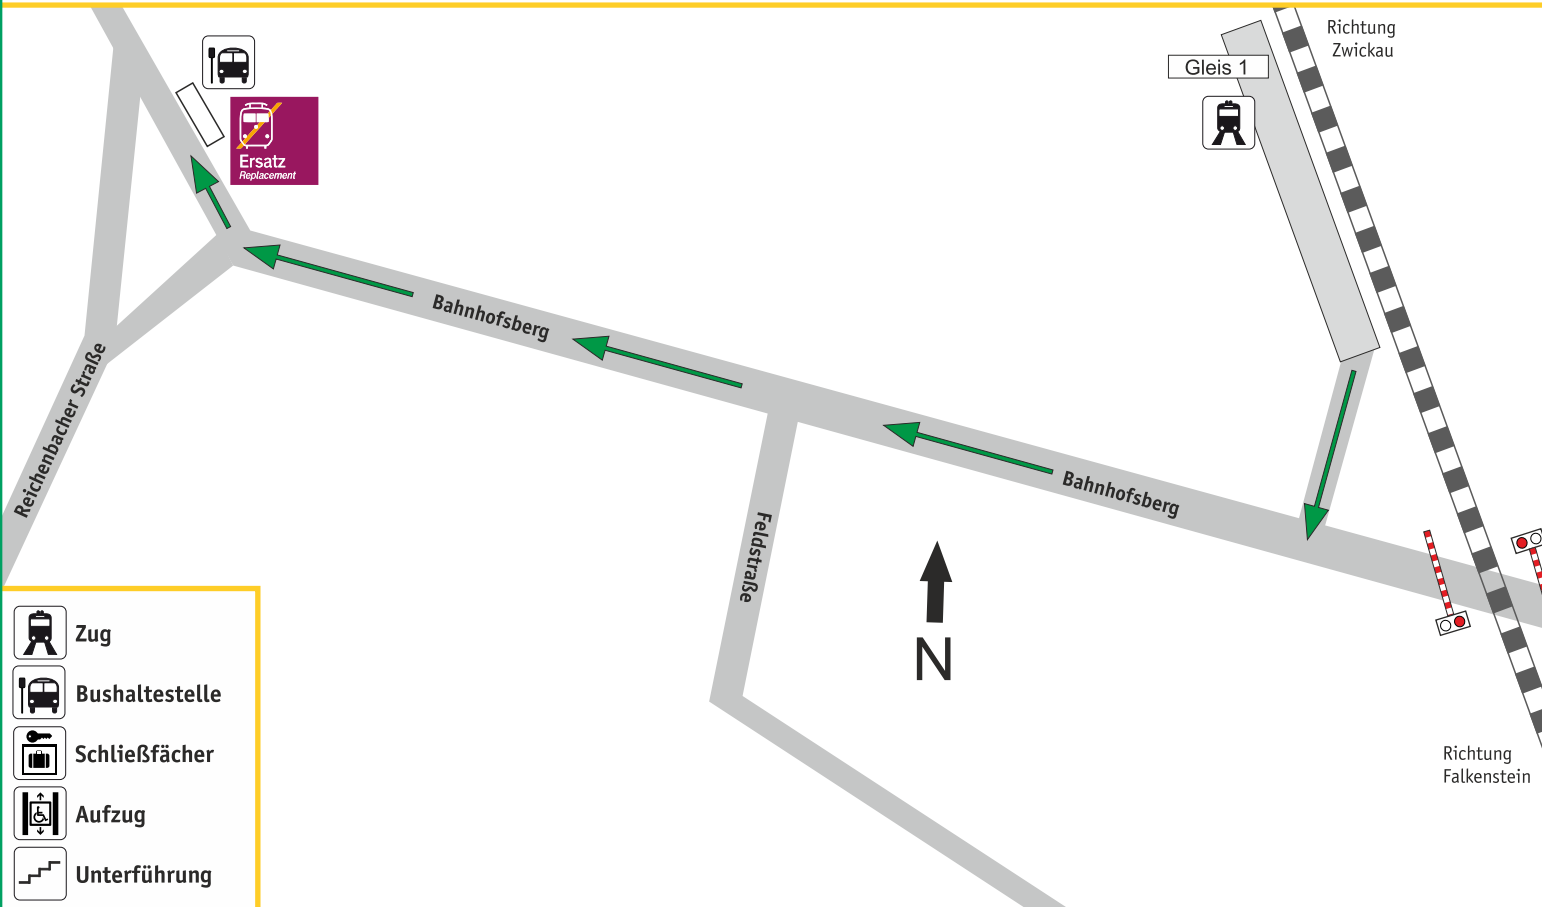 Richtung
Zwickau
Gleis 1
Ersatz
Replacement
Bahnhofsberg
Bahnhofsberg
Reichenbacher Straße
Feldstraße
N
Richtung
Falkenstein
Zug
Bushaltestelle
Schließfächer
Aufzug
Unterführung